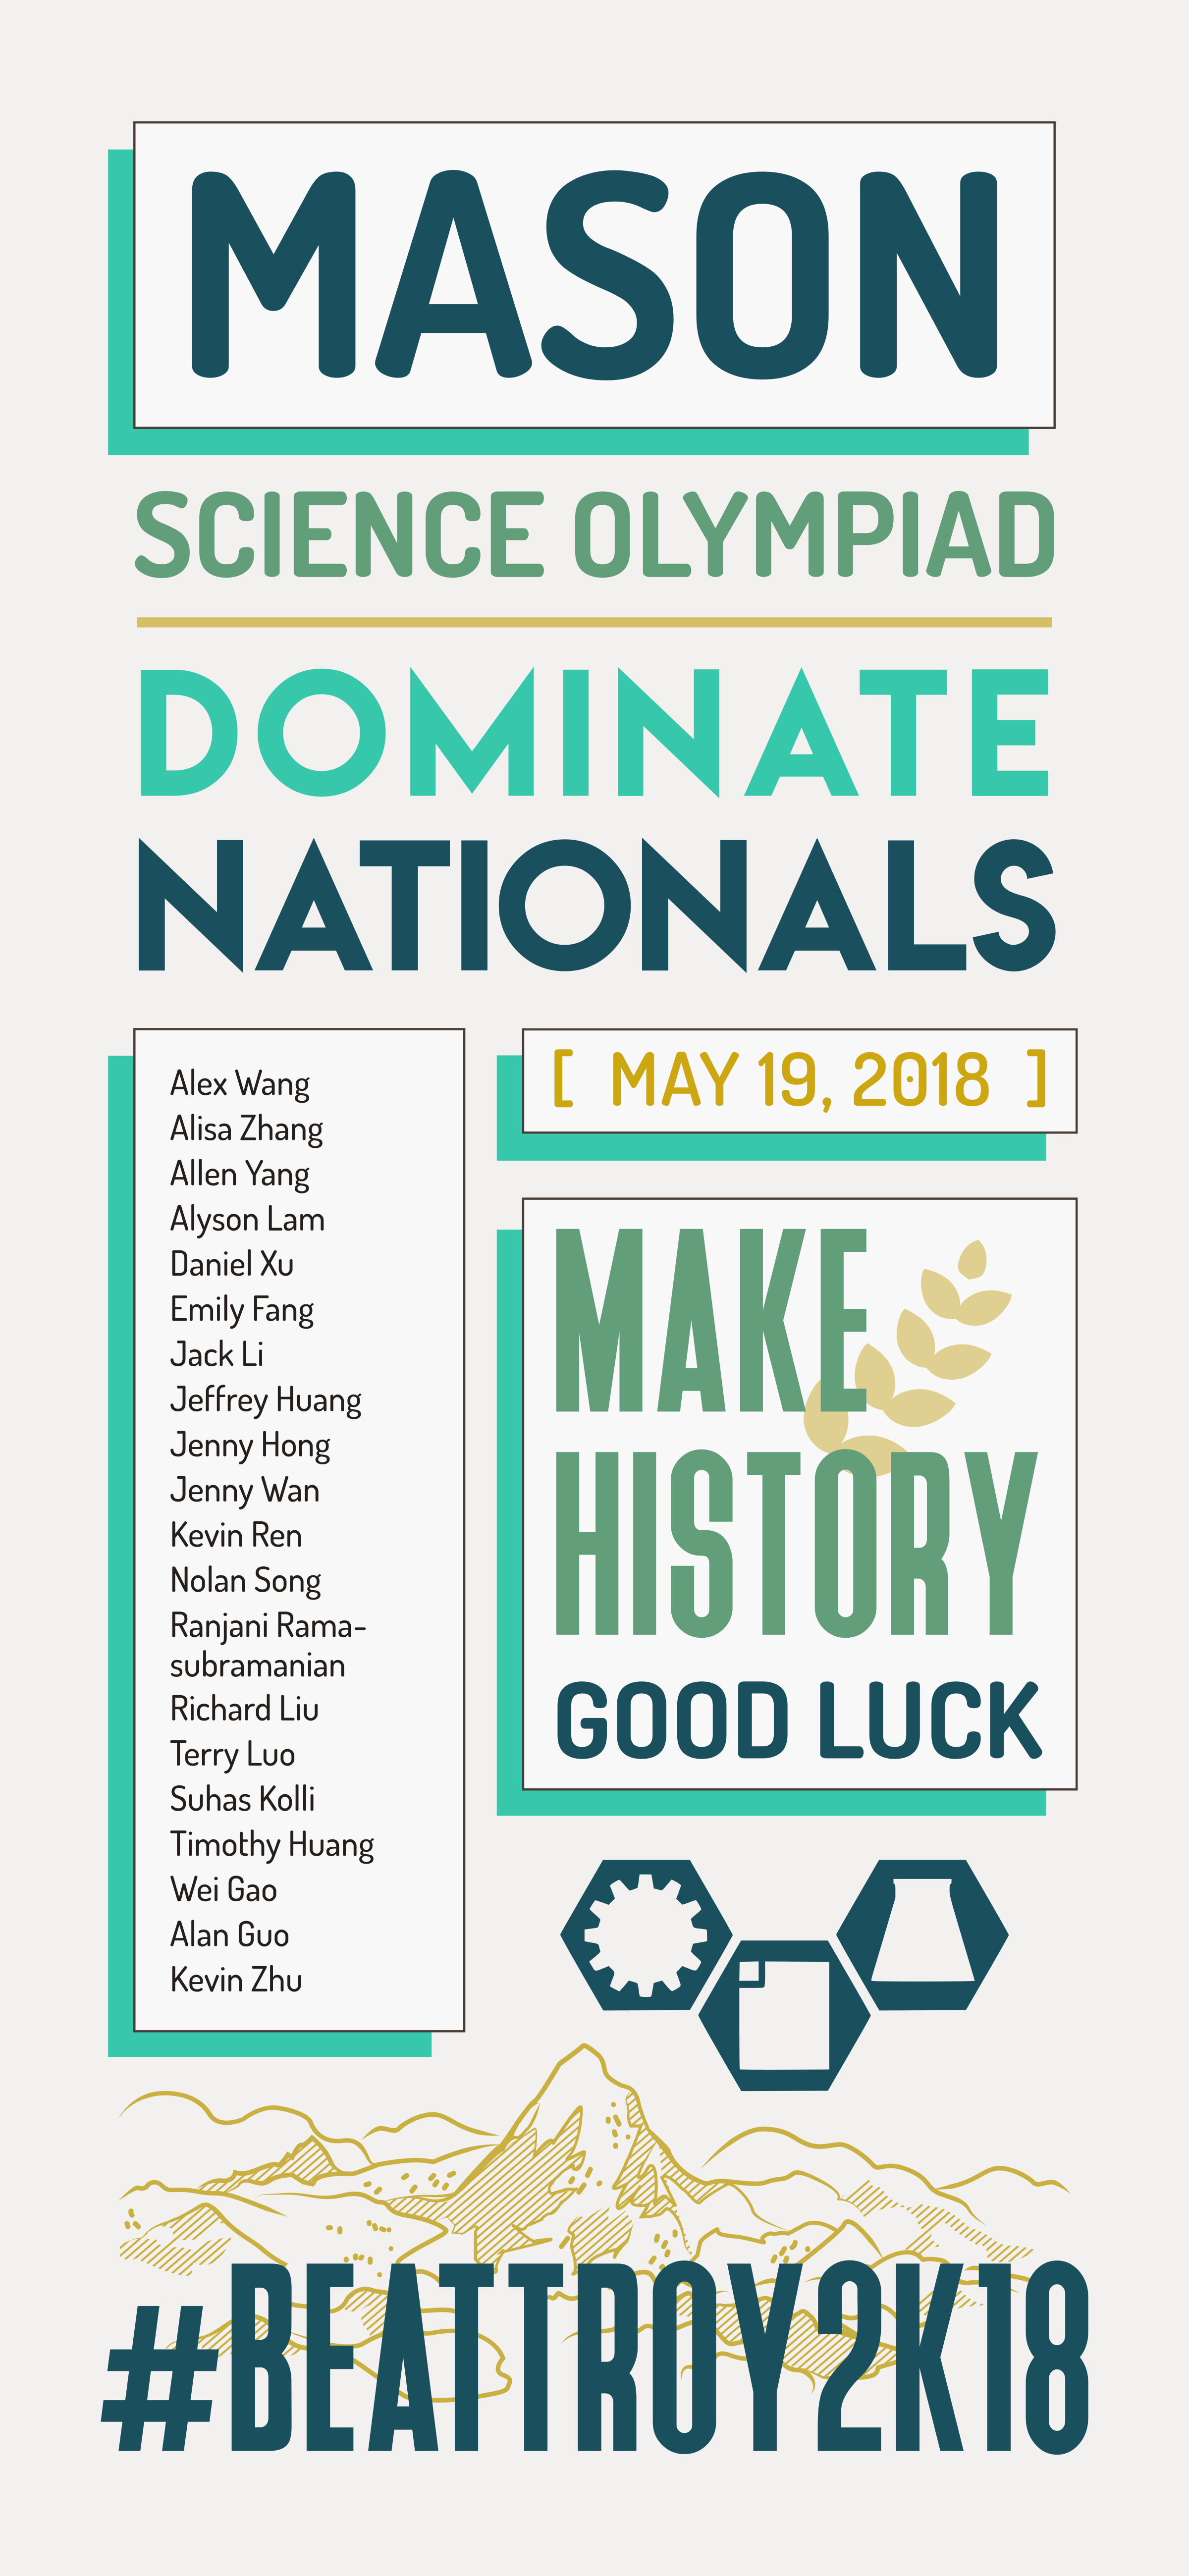 MASON
SCIENCE OLYMPIAD
DOMINATE
NATIONALS
Alex Wang
Alisa Zhang
Allen Yang
Alyson Lam
Daniel Xu
Emily Fang
Jack Li
Jeffrey Huang
Jenny Hong
Jenny Wan
Kevin Ren
Nolan Song
Ranjani Rama-
subramanian
Richard Liu
Terry Luo
Suhas Kolli
Timothy Huang
Wei Gao
Alan Guo
Kevin Zhu
[ MAY 19, 2018 ]
MAKE
HISTORY
GOOD LUCK
#BEATTROY2K18